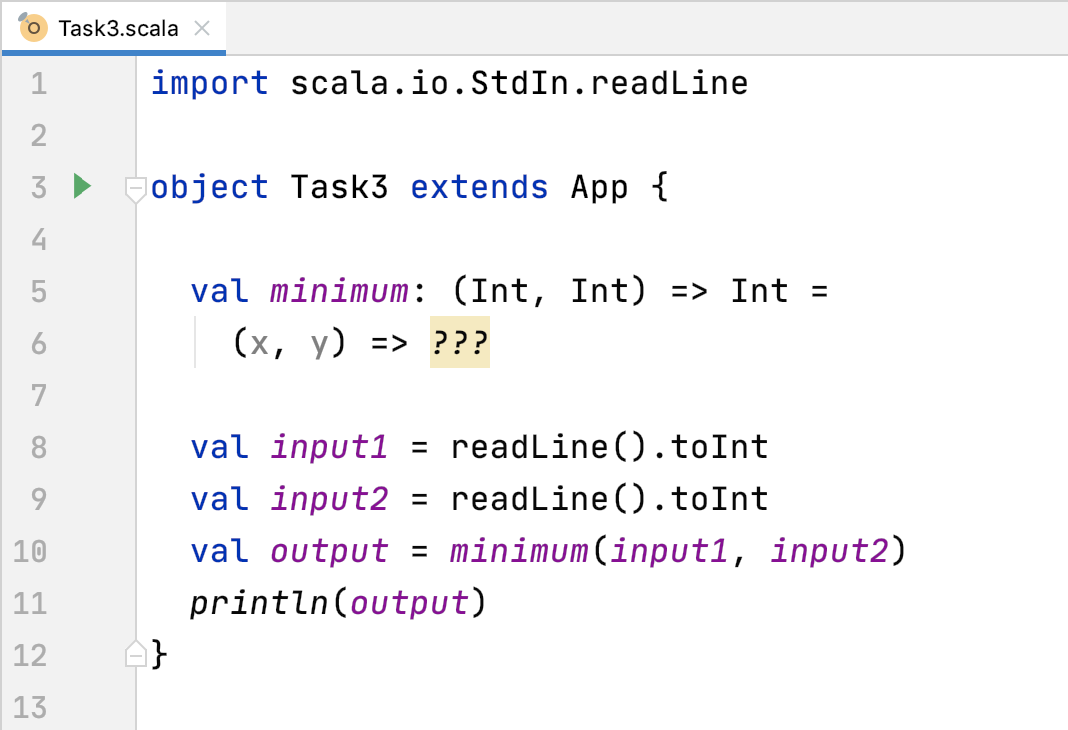 Task3.scala
1 import scala.io.StdIn.readLine
2
3 object Task3 extends App {
4
5   val minimum: (Int, Int) => Int =
6     (x, y) => ???
7
8   val input1 = readLine().toInt
9   val input2 = readLine().toInt
10   val output = minimum(input1, input2)
11   println(output)
12 }
13